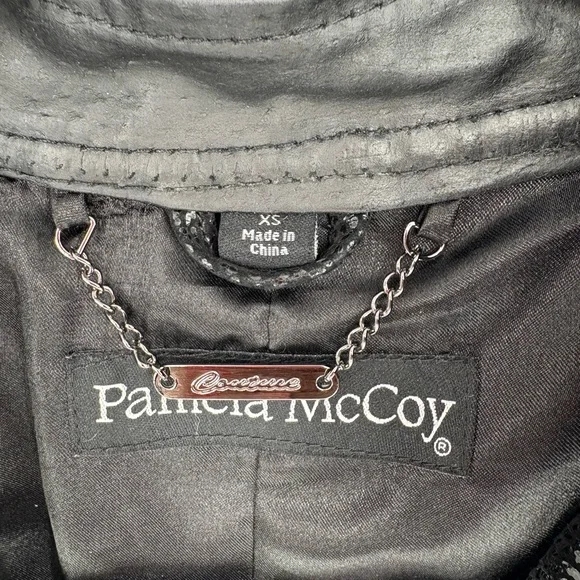 XS
Made in
China
Couture
Pamela McCoy
®